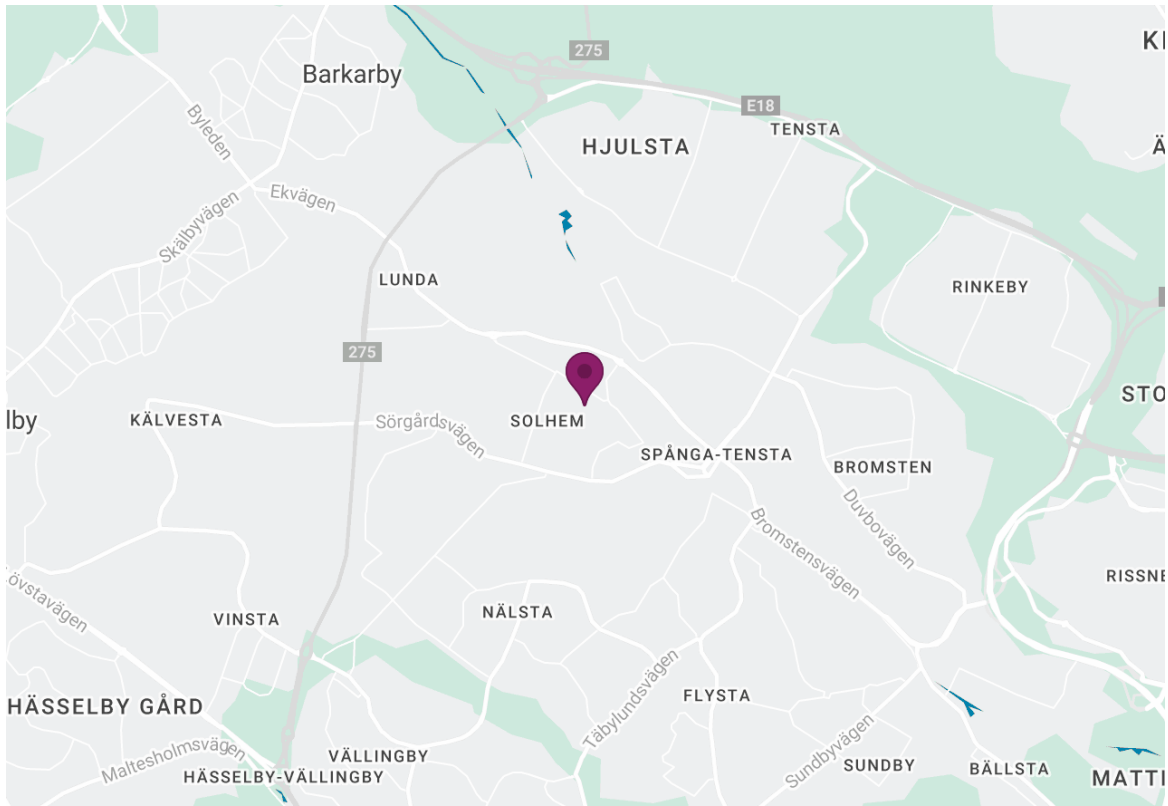 275
KI
Barkarby
E18
TENSTA
Byleden
HJULSTA
Ä
Ekvägen
Skälbyvägen
LUNDA
RINKEBY
275
STO
lby
KÄLVESTA
Sörgårdsvägen
SOLHEM
SPÅNGA-TENSTA
BROMSTEN
Duvbovägen
Bromstensvägen
RISSNE
Lövstavägen
VINSTA
NÄLSTA
HÄSSELBY GÅRD
Täbylundsvägen
FLYSTA
Sundbyvägen
Maltesholmsvägen
VÄLLINGBY
HÄSSELBY-VÄLLINGBY
SUNDBY
BÄLLSTA
MATTI